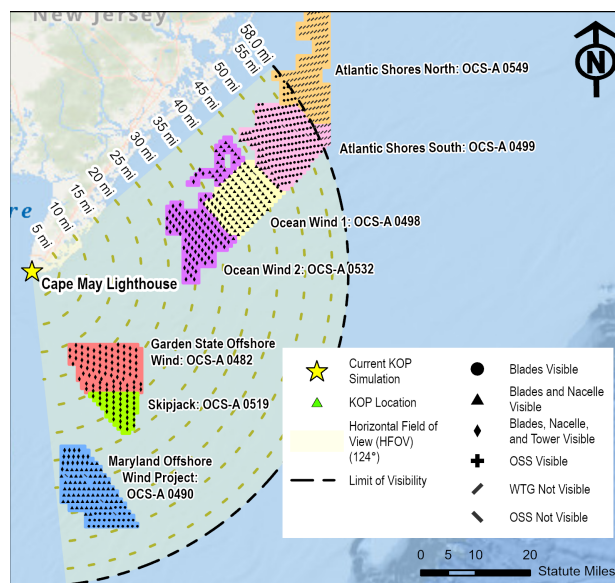 New Jersey
58.0 mi
55 mi
50 mi
45 mi
40 mi
35 mi
30 mi
25 mi
20 mi
15 mi
10 mi
5 mi
N
Atlantic Shores North: OCS-A 0549
Atlantic Shores South: OCS-A 0499
re
Ocean Wind 1: OCS-A 0498
Ocean Wind 2: OCS-A 0532
Cape May Lighthouse
Garden State Offshore
Wind: OCS-A 0482
Skipjack: OCS-A 0519
Maryland Offshore
Wind Project:
OCS-A 0490
Current KOP
Simulation
KOP Location
Horizontal Field of
View (HFOV)
(124°)
Limit of Visibility
Blades Visible
Blades and Nacelle
Visible
Blades, Nacelle,
and Tower Visible
OSS Visible
WTG Not Visible
OSS Not Visible
0 5 10 20
Statute Miles